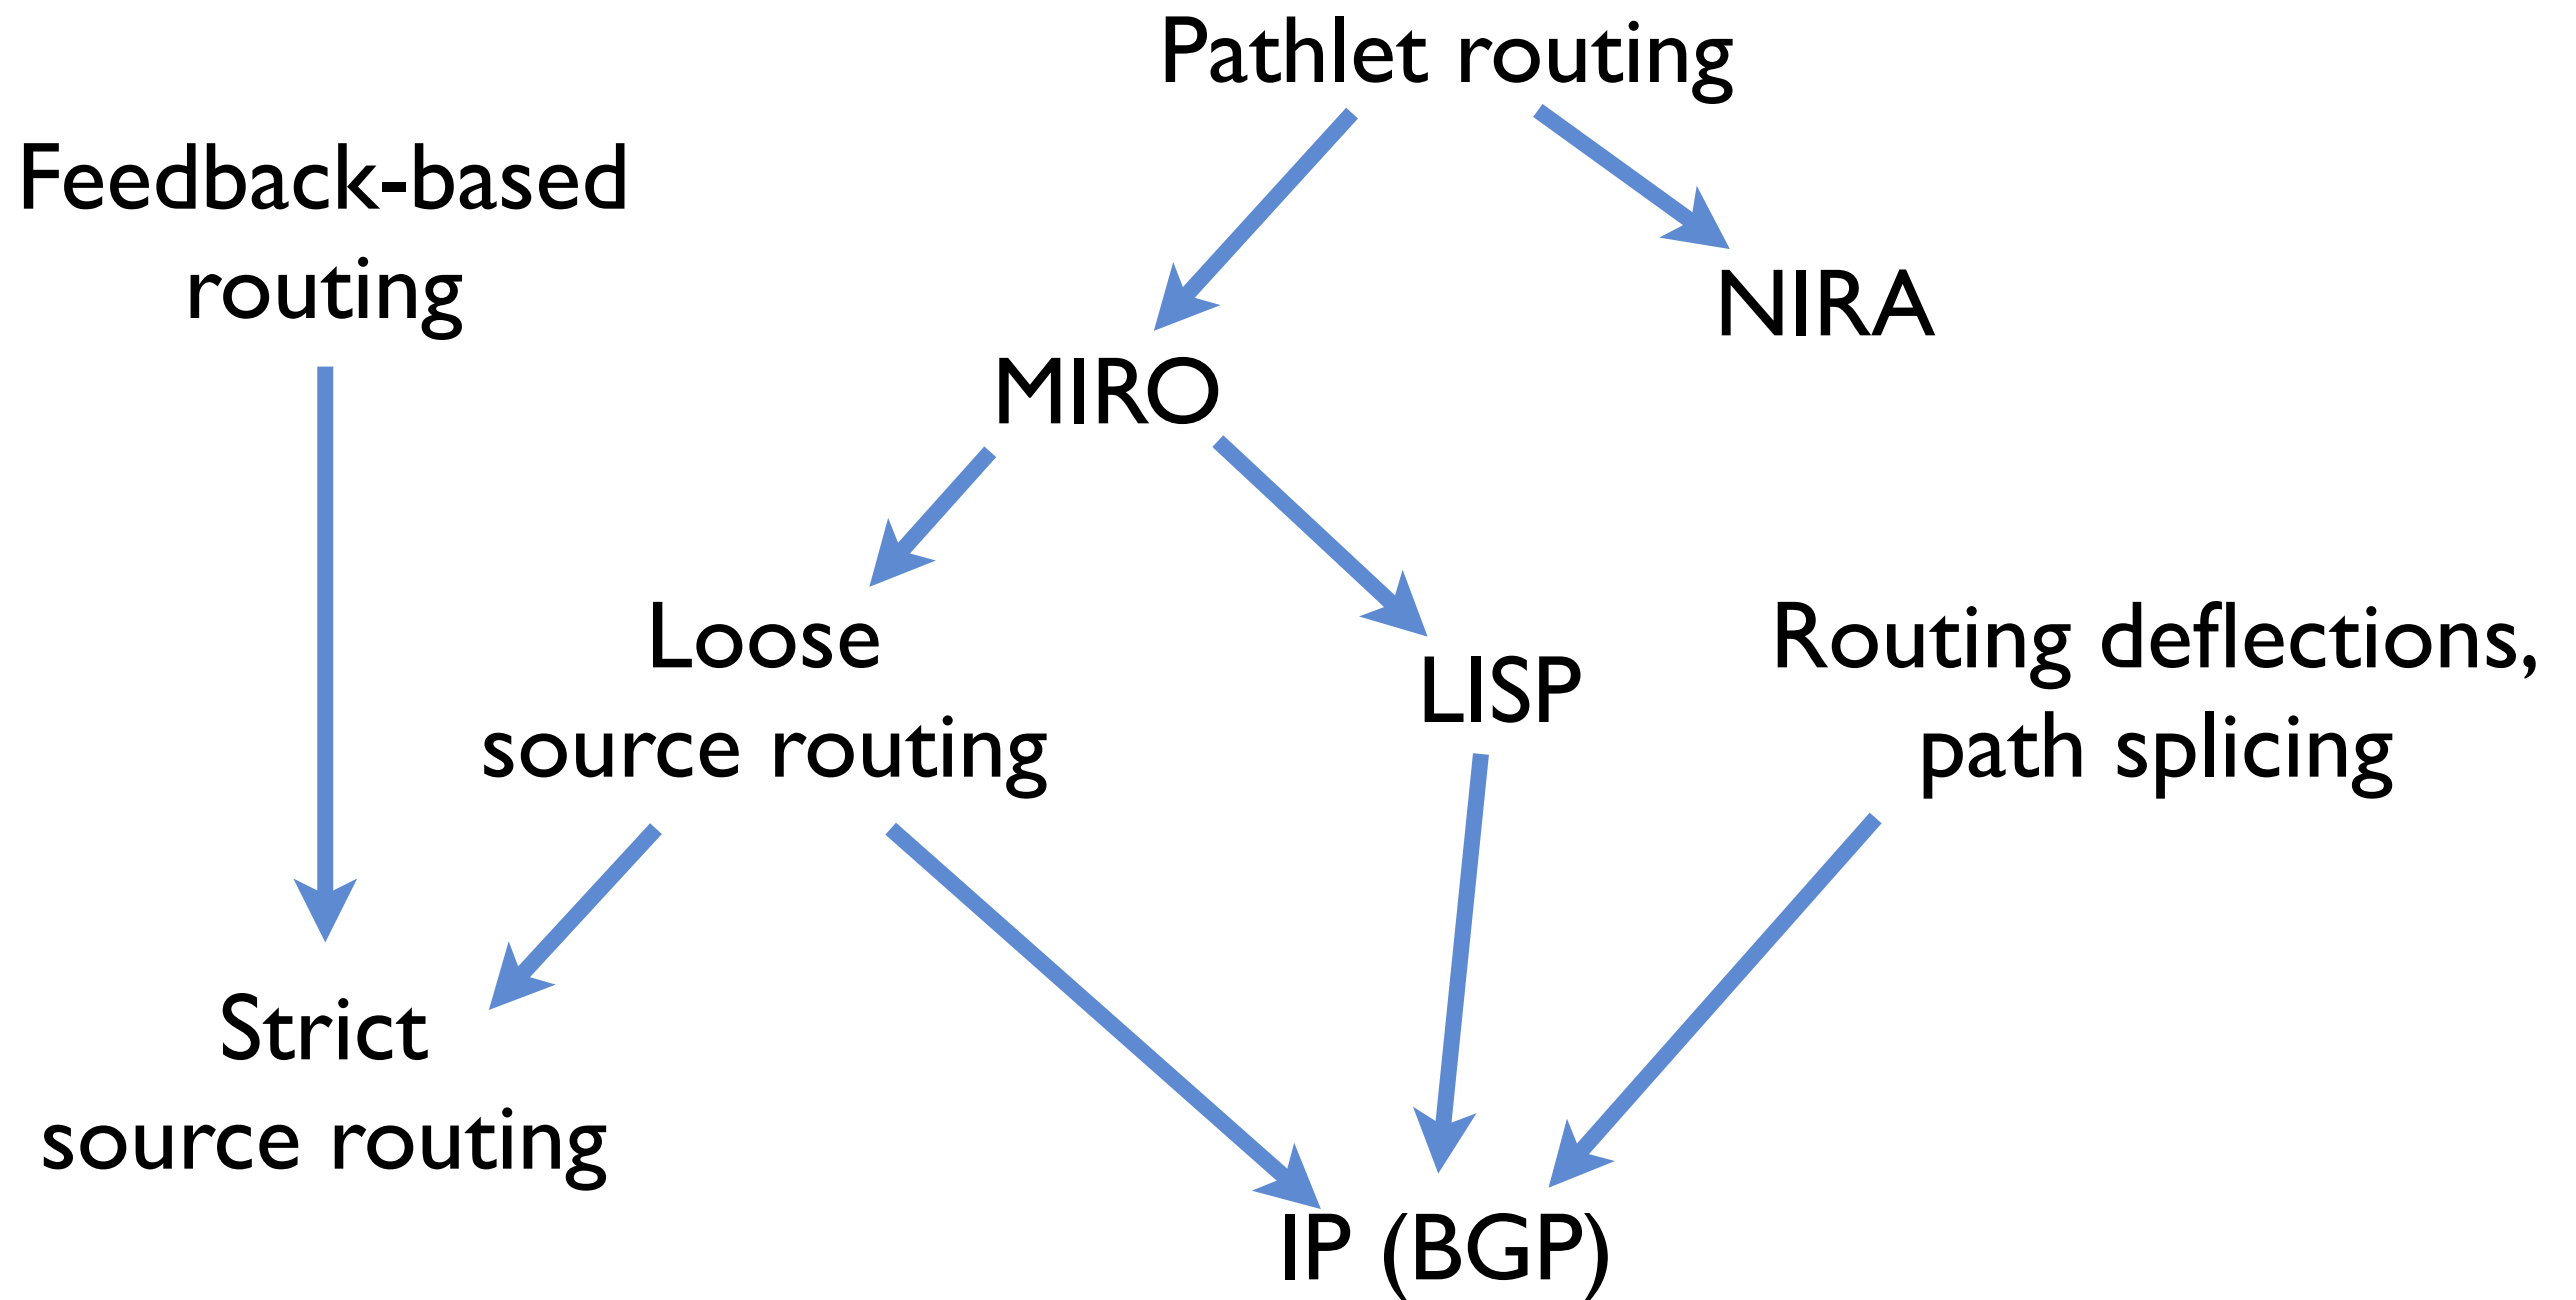 Pathlet routing
Feedback-based
routing
NIRA
MIRO
Loose
source routing
LISP
Routing deflections,
path splicing
Strict
source routing
IP (BGP)